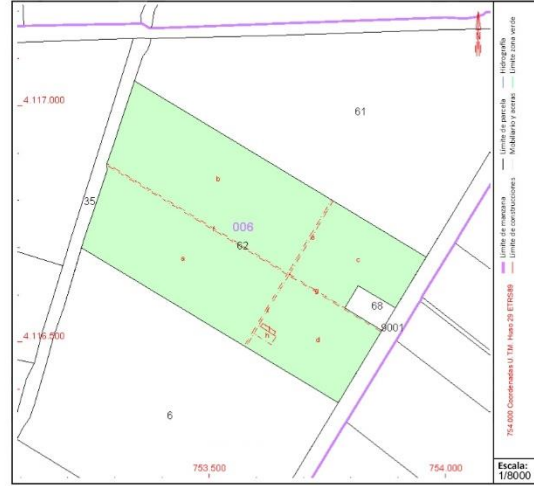 4.117.000
61
b
35
006
f
62
e
c
a
g
68
i
9001
4.116.500
d
6
753.500
754.000
Límite de manzana
Límite de parcela
Hidrografía
Límite de construcciones
Mobiliario y aceras
Límite zona verde
754.000 Coordenadas U.T.M. Huso 29 ETRS89
Escala:
1/8000